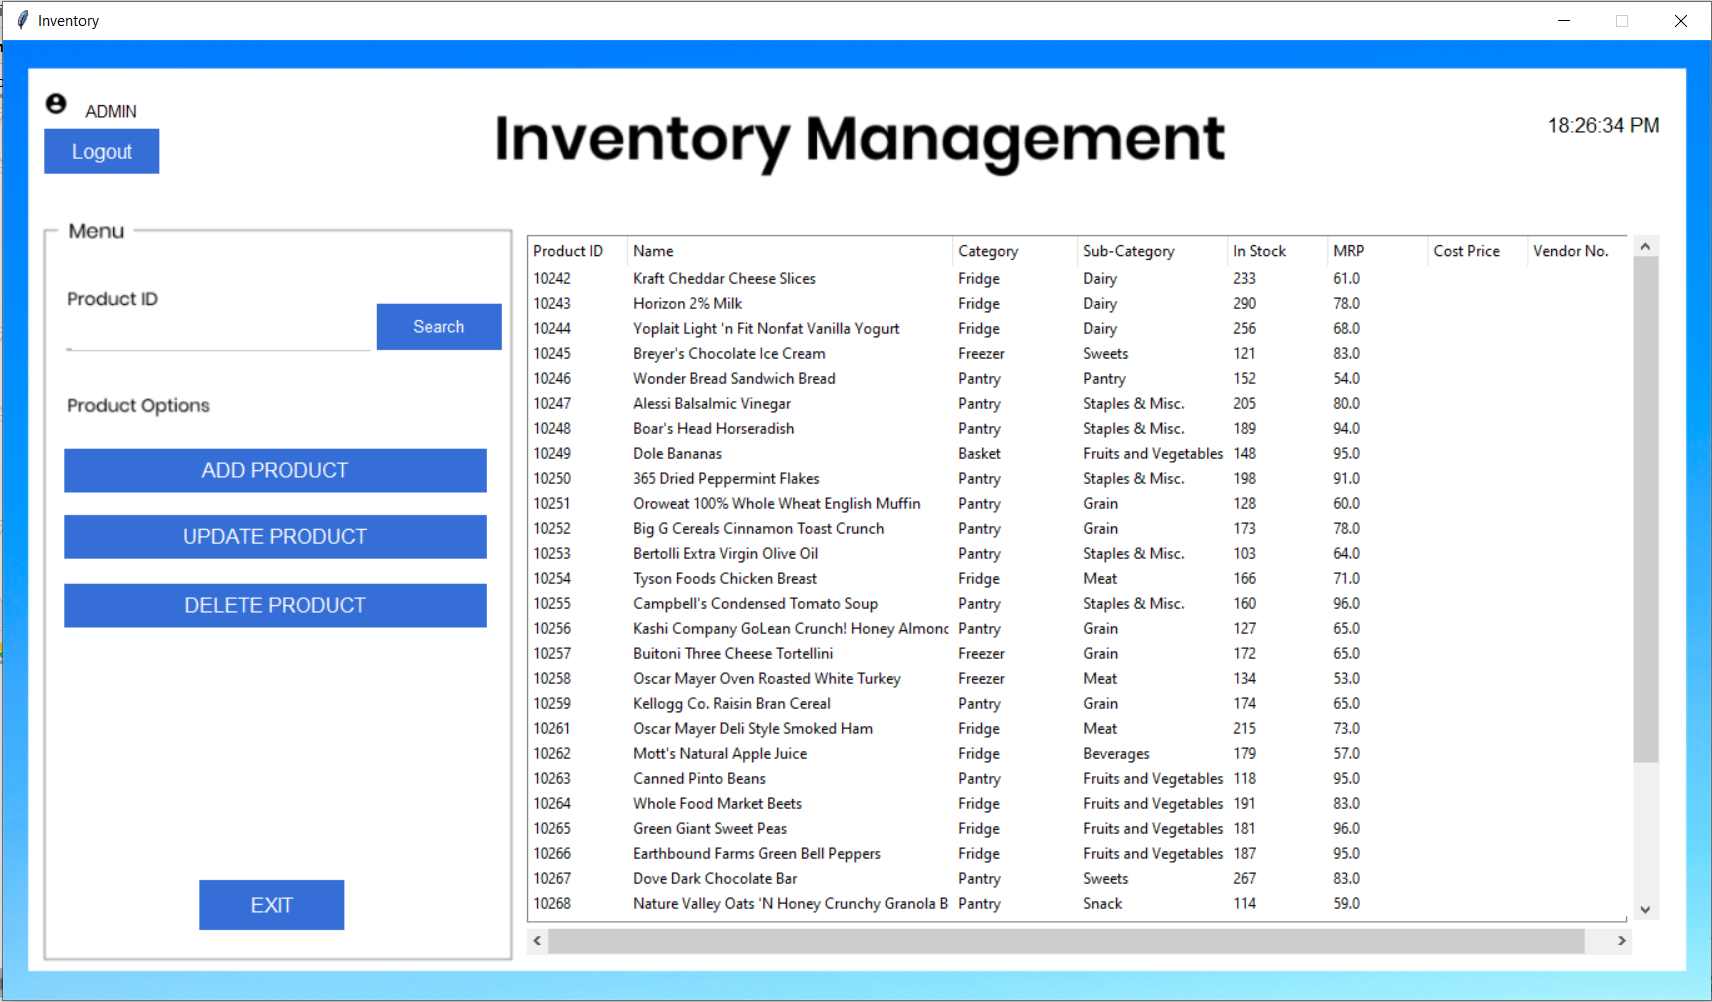 Inventory
ADMIN
Logout
Inventory Management
18:26:34 PM
Menu
Product ID
Search
Product Options
ADD PRODUCT
UPDATE PRODUCT
DELETE PRODUCT
EXIT
Product ID Name Category Sub-Category In Stock MRP Cost Price Vendor No.
10242 Kraft Cheddar Cheese Slices Fridge Dairy 233 61.0
10243 Horizon 2% Milk Fridge Dairy 290 78.0
10244 Yoplait Light 'n Fit Nonfat Vanilla Yogurt Fridge Dairy 256 68.0
10245 Breyer's Chocolate Ice Cream Freezer Sweets 121 83.0
10246 Wonder Bread Sandwich Bread Pantry Pantry 152 54.0
10247 Alessi Balsalmic Vinegar Pantry Staples & Misc. 205 80.0
10248 Boar's Head Horseradish Pantry Staples & Misc. 189 94.0
10249 Dole Bananas Basket Fruits and Vegetables 148 95.0
10250 365 Dried Peppermint Flakes Pantry Staples & Misc. 198 91.0
10251 Oroweat 100% Whole Wheat English Muffin Pantry Grain 128 60.0
10252 Big G Cereals Cinnamon Toast Crunch Pantry Grain 173 78.0
10253 Bertolli Extra Virgin Olive Oil Pantry Staples & Misc. 103 64.0
10254 Tyson Foods Chicken Breast Fridge Meat 166 71.0
10255 Campbell's Condensed Tomato Soup Pantry Staples & Misc. 160 96.0
10256 Kashi Company GoLean Crunch! Honey Almond Pantry Grain 127 65.0
10257 Buitoni Three Cheese Tortellini Freezer Grain 172 65.0
10258 Oscar Mayer Oven Roasted White Turkey Freezer Meat 134 53.0
10259 Kellogg Co. Raisin Bran Cereal Pantry Grain 174 65.0
10261 Oscar Mayer Deli Style Smoked Ham Fridge Meat 215 73.0
10262 Mott's Natural Apple Juice Fridge Beverages 179 57.0
10263 Canned Pinto Beans Pantry Fruits and Vegetables 118 95.0
10264 Whole Food Market Beets Fridge Fruits and Vegetables 191 83.0
10265 Green Giant Sweet Peas Fridge Fruits and Vegetables 181 96.0
10266 Earthbound Farms Green Bell Peppers Fridge Fruits and Vegetables 187 95.0
10267 Dove Dark Chocolate Bar Pantry Sweets 267 83.0
10268 Nature Valley Oats 'N Honey Crunchy Granola B Pantry Snack 114 59.0